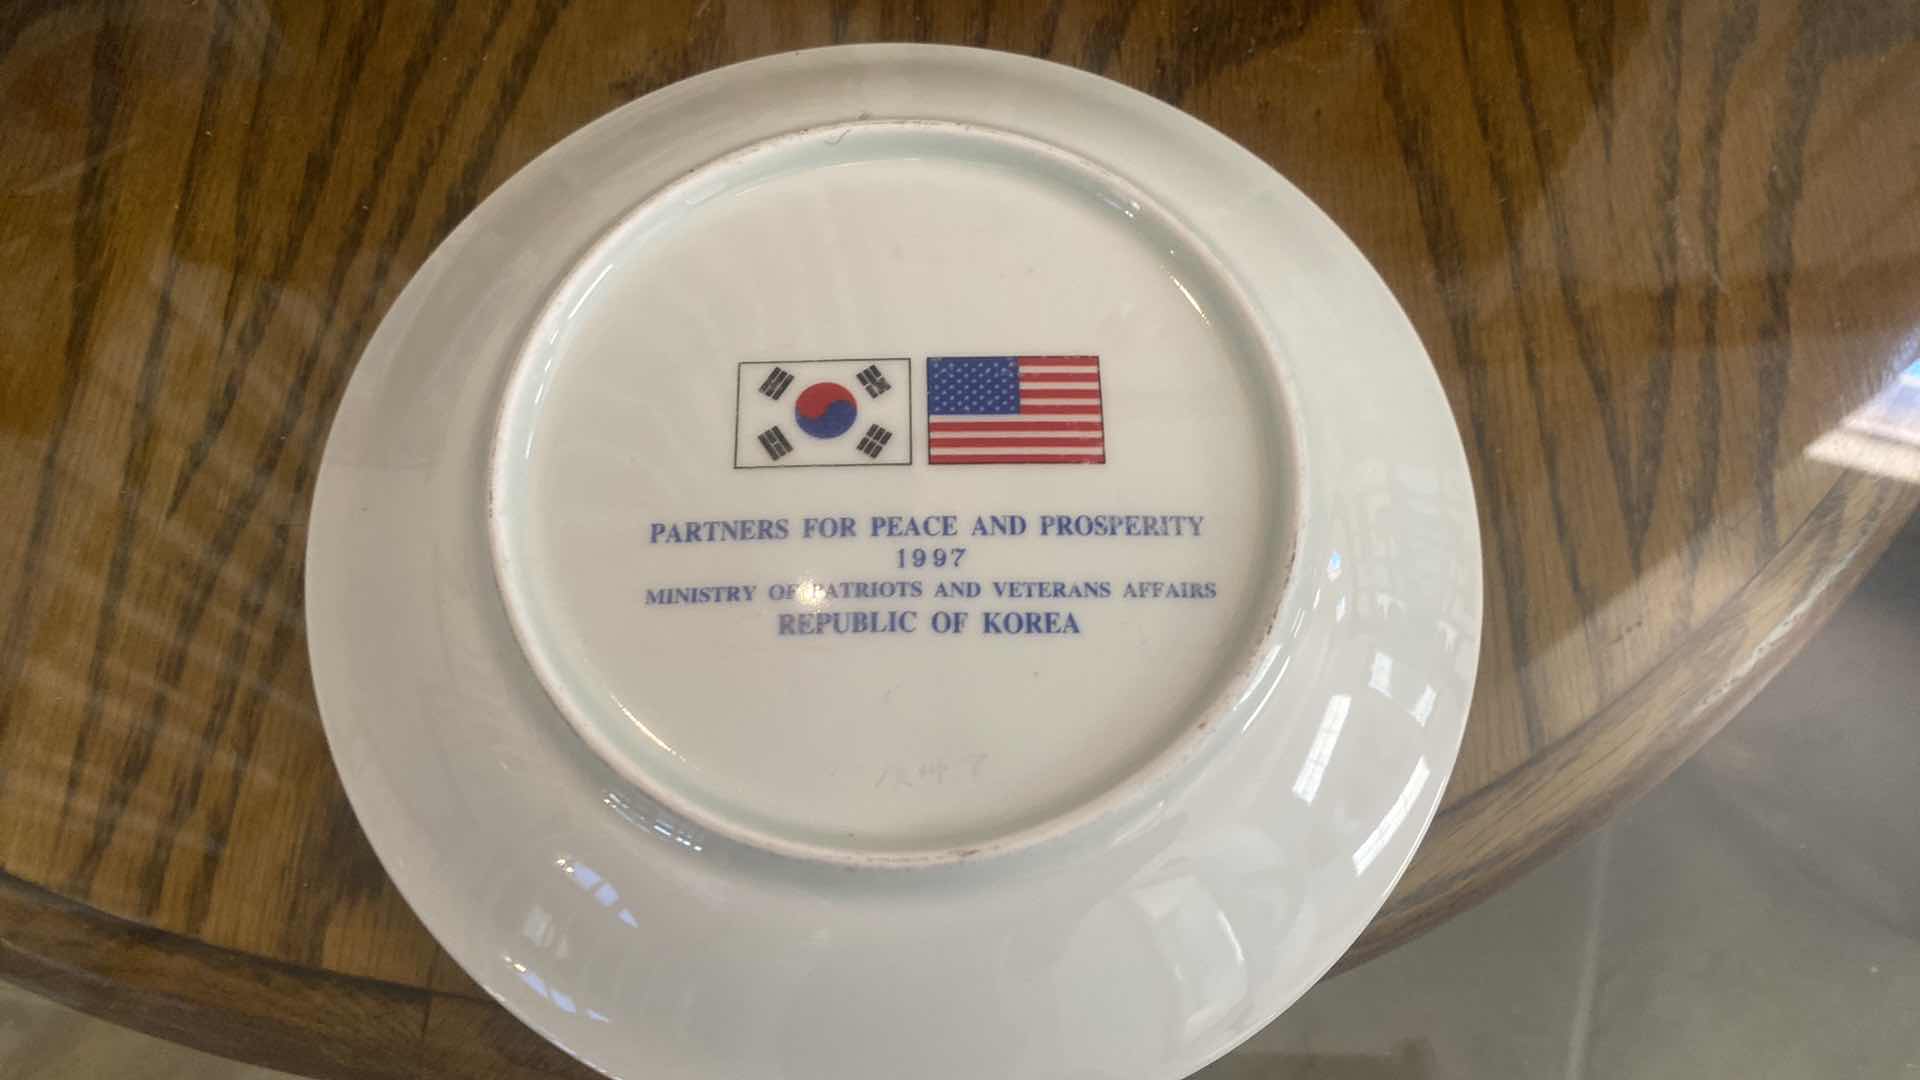 PARTNERS FOR PEACE AND PROSPERITY
1997
MINISTRY OF PATRIOTS AND VETERANS AFFAIRS
REPUBLIC OF KOREA